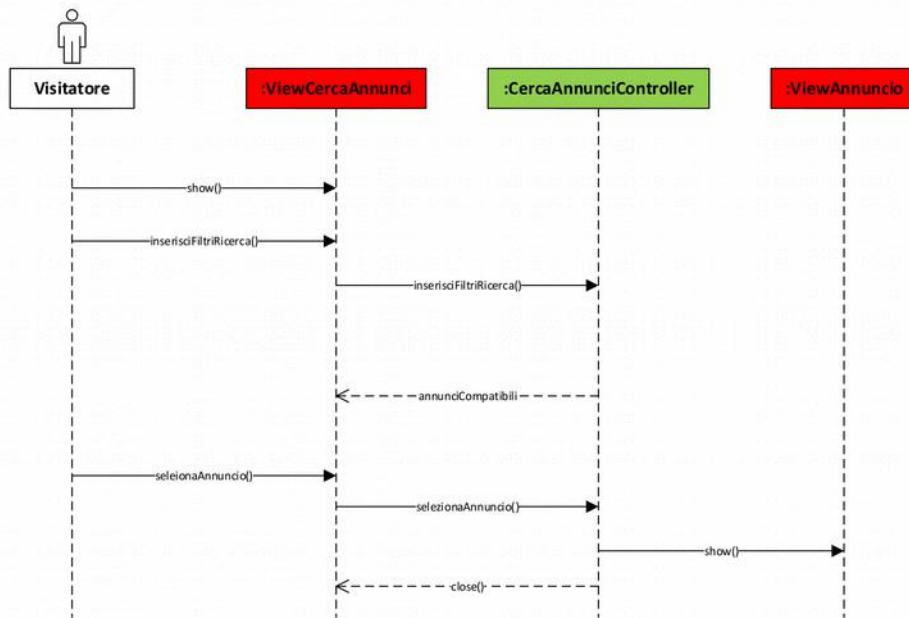 Visitatore
:ViewCercaAnnunci
:CercaAnnunciController
:ViewAnnuncio
show()
inserisciFiltriRicerca()
inserisciFiltriRicerca()
annunciCompatibili
seleionaAnnuncio()
selezionaAnnuncio()
show()
close()